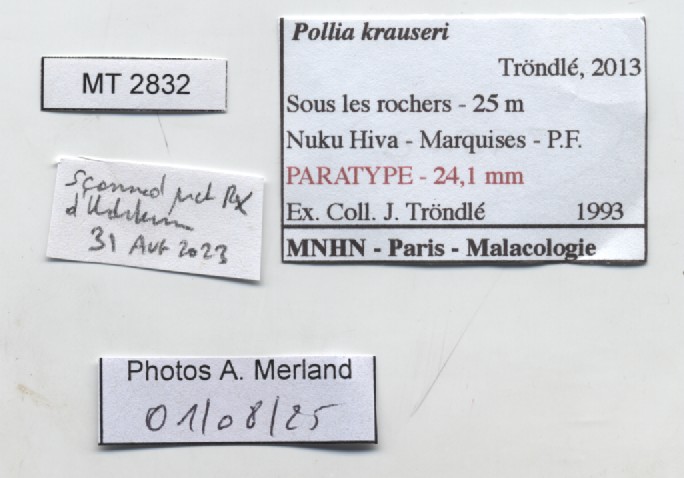 MT 2832
Pollia krauseri
Tröndlé, 2013
Sous les rochers - 25 m
Nuku Hiva - Marquises - P.F.
PARATYPE - 24,1 mm
Ex. Coll. J. Tröndlé 1993
MNHN - Paris - Malacologie
Scanned
31 Aug 2023
Photos A. Merland
01/08/25